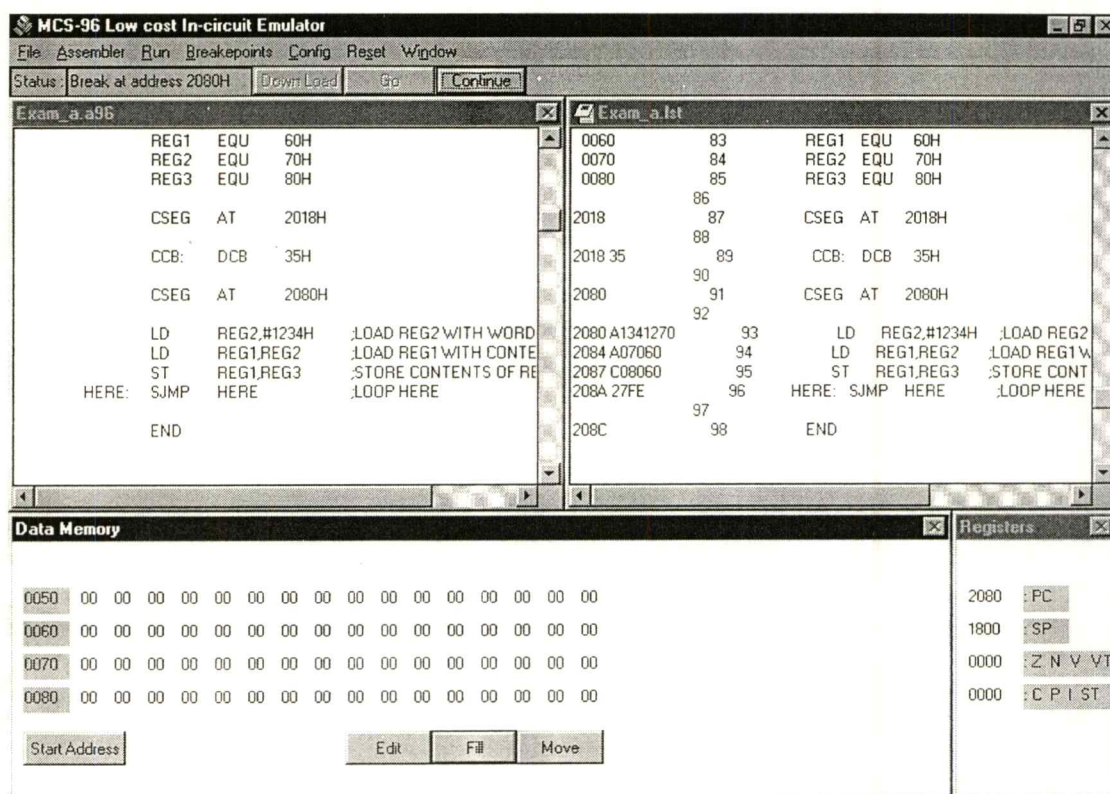 MCS-96 Low cost In-circuit Emulator
File Assembler Run Breakepoints Config Reset Window
Status : Break at address 2080H Down Load Go Continue
Exam_a.a96
REG1 EQU 60H
REG2 EQU 70H
REG3 EQU 80H
CSEG AT 2018H
CCB: DCB 35H
CSEG AT 2080H
LD REG2,#1234H ;LOAD REG2 WITH WORD
LD REG1,REG2 ;LOAD REG1 WITH CONTE
ST REG1,REG3 ;STORE CONTENTS OF RE
HERE: SJMP HERE ;LOOP HERE
END
Exam_a.lst
0060 83 REG1 EQU 60H
0070 84 REG2 EQU 70H
0080 85 REG3 EQU 80H
86
2018 87 CSEG AT 2018H
88
2018 35 89 CCB: DCB 35H
90
2080 91 CSEG AT 2080H
92
2080 A1341270 93 LD REG2,#1234H ;LOAD REG2
2084 A07060 94 LD REG1,REG2 ;LOAD REG1 W
2087 C08060 95 ST REG1,REG3 ;STORE CONT
208A 27FE 96 HERE: SJMP HERE ;LOOP HERE
97
208C 98 END
Data Memory
0050 00 00 00 00 00 00 00 00 00 00 00 00 00 00 00 00
0060 00 00 00 00 00 00 00 00 00 00 00 00 00 00 00 00
0070 00 00 00 00 00 00 00 00 00 00 00 00 00 00 00 00
0080 00 00 00 00 00 00 00 00 00 00 00 00 00 00 00 00
Start Address Edit Fill Move
Registers
2080 : PC
1800 : SP
0000 : Z N V VT
0000 : C P I ST